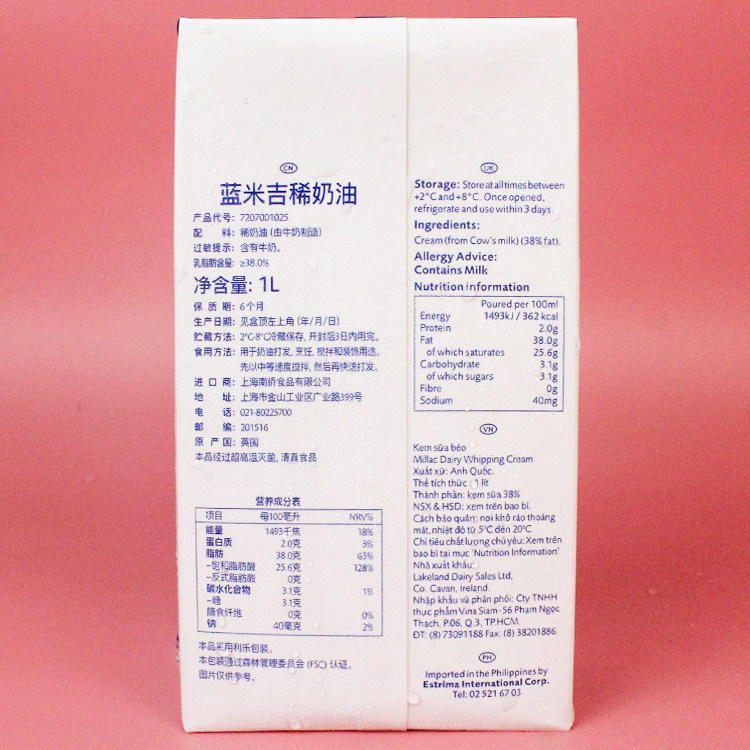 CN
蓝米吉稀奶油
产品代号: 7207001025
配 料: 稀奶油 (由牛奶制造)
过敏提示: 含有牛奶。
乳脂肪含量: ≥38.0%
净含量: 1L
保 质 期: 6个月
生产日期: 见盒顶左上角 (年/月/日)
贮藏方法: 2°C-8°C冷藏保存, 开封后3日内用完。
食用方法: 用于奶油打发, 烹饪, 搅拌和装饰用途。
先以中等速度搅拌, 然后再快速打发。
进 口 商: 上海南侨食品有限公司
地 址: 上海市金山工业区广业路399号
电 话: 021-80225700
邮 编: 201516
原 产 国: 英国
本品经过超高温灭菌, 清真食品
营养成分表
项目 每100毫升 NRV%
能量 1493千焦 18%
蛋白质 2.0克 3%
脂肪 38.0克 63%
–饱和脂肪酸 25.6克 128%
–反式脂肪酸 0克
碳水化合物 3.1克 1%
–糖 3.1克
膳食纤维 0克 0%
钠 40毫克 2%
本品采用利乐包装。
本包装通过森林管理委员会 (FSC) 认证。
图片仅供参考。
UK
Storage: Store at all times between
+2°C and +8°C. Once opened,
refrigerate and use within 3 days.
Ingredients:
Cream (from Cow's milk) (38% fat).
Allergy Advice:
Contains Milk
Nutrition information
Poured per 100ml
Energy 1493kJ / 362 kcal
Protein 2.0g
Fat 38.0g
of which saturates 25.6g
Carbohydrate 3.1g
of which sugars 3.1g
Fibre 0g
Sodium 40mg
VN
Kem sữa béo
Millac Dairy Whipping Cream
Xuất xứ: Anh Quốc.
Thể tích thực : 1 lít
Thành phần: kem sữa 38%
NSX & HSD: xem trên bao bì.
Cách bảo quản: nơi khô ráo thoáng
mát, nhiệt độ từ 5°C đến 20°C
Chỉ tiêu chất lượng chủ yếu: Xem trên
bao bì tại mục 'Nutrition Information'
Nhà xuất khẩu:
Lakeland Dairy Sales Ltd,
Co. Cavan, Ireland.
Nhập khẩu và phân phối: Cty TNHH
thực phẩm Vina Siam - 56 Phạm Ngọc
Thạch, P.06, Q.3, TP.HCM.
ĐT: (8) 73091188 Fax: (8) 38201886.
PH
Imported in the Philippines by
Estrima International Corp.
Tel: 02 521 67 03